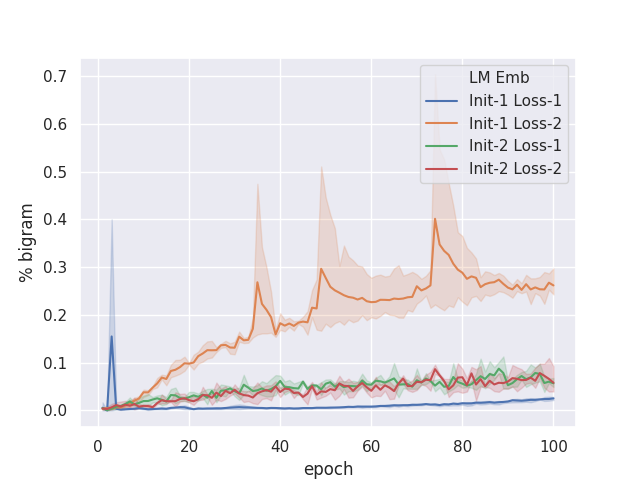 0.7
0.6
0.5
0.4
0.3
0.2
0.1
0.0
% bigram
LM Emb
Init-1 Loss-1
Init-1 Loss-2
Init-2 Loss-1
Init-2 Loss-2
0 20 40 60 80 100
epoch